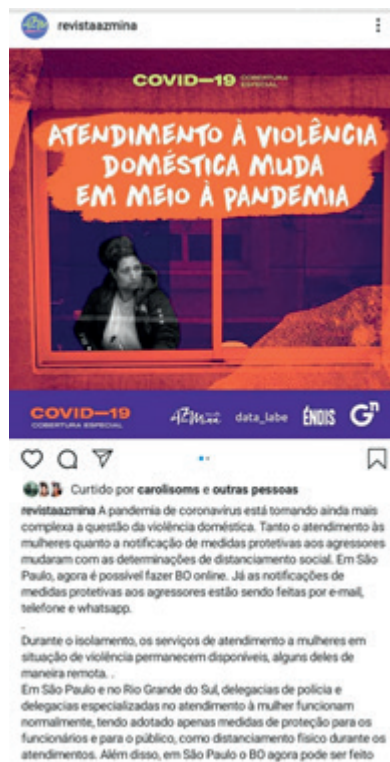 revistaazmina
COVID—19 COBERTURA ESPECIAL
ATENDIMENTO À VIOLÊNCIA
DOMÉSTICA MUDA
EM MEIO À PANDEMIA
COVID—19
COBERTURA ESPECIAL
AZMina data_labe ÉNOIS Gn
Curtido por carolisoms e outras pessoas
revistaazmina A pandemia de coronavírus está tornando ainda mais
complexa a questão da violência doméstica. Tanto o atendimento às
mulheres quanto a notificação de medidas protetivas aos agressores
mudaram com as determinações de distanciamento social. Em São
Paulo, agora é possível fazer BO online. Já as notificações de
medidas protetivas aos agressores estão sendo feitas por e-mail,
telefone e whatsapp.
.
Durante o isolamento, os serviços de atendimento a mulheres em
situação de violência permanecem disponíveis, alguns deles de
maneira remota. .
Em São Paulo e no Rio Grande do Sul, delegacias de polícia e
delegacias especializadas no atendimento à mulher funcionam
normalmente, tendo adotado apenas medidas de proteção para os
funcionários e para o público, como distanciamento físico durante os
atendimentos. Além disso, em São Paulo o BO agora pode ser feito